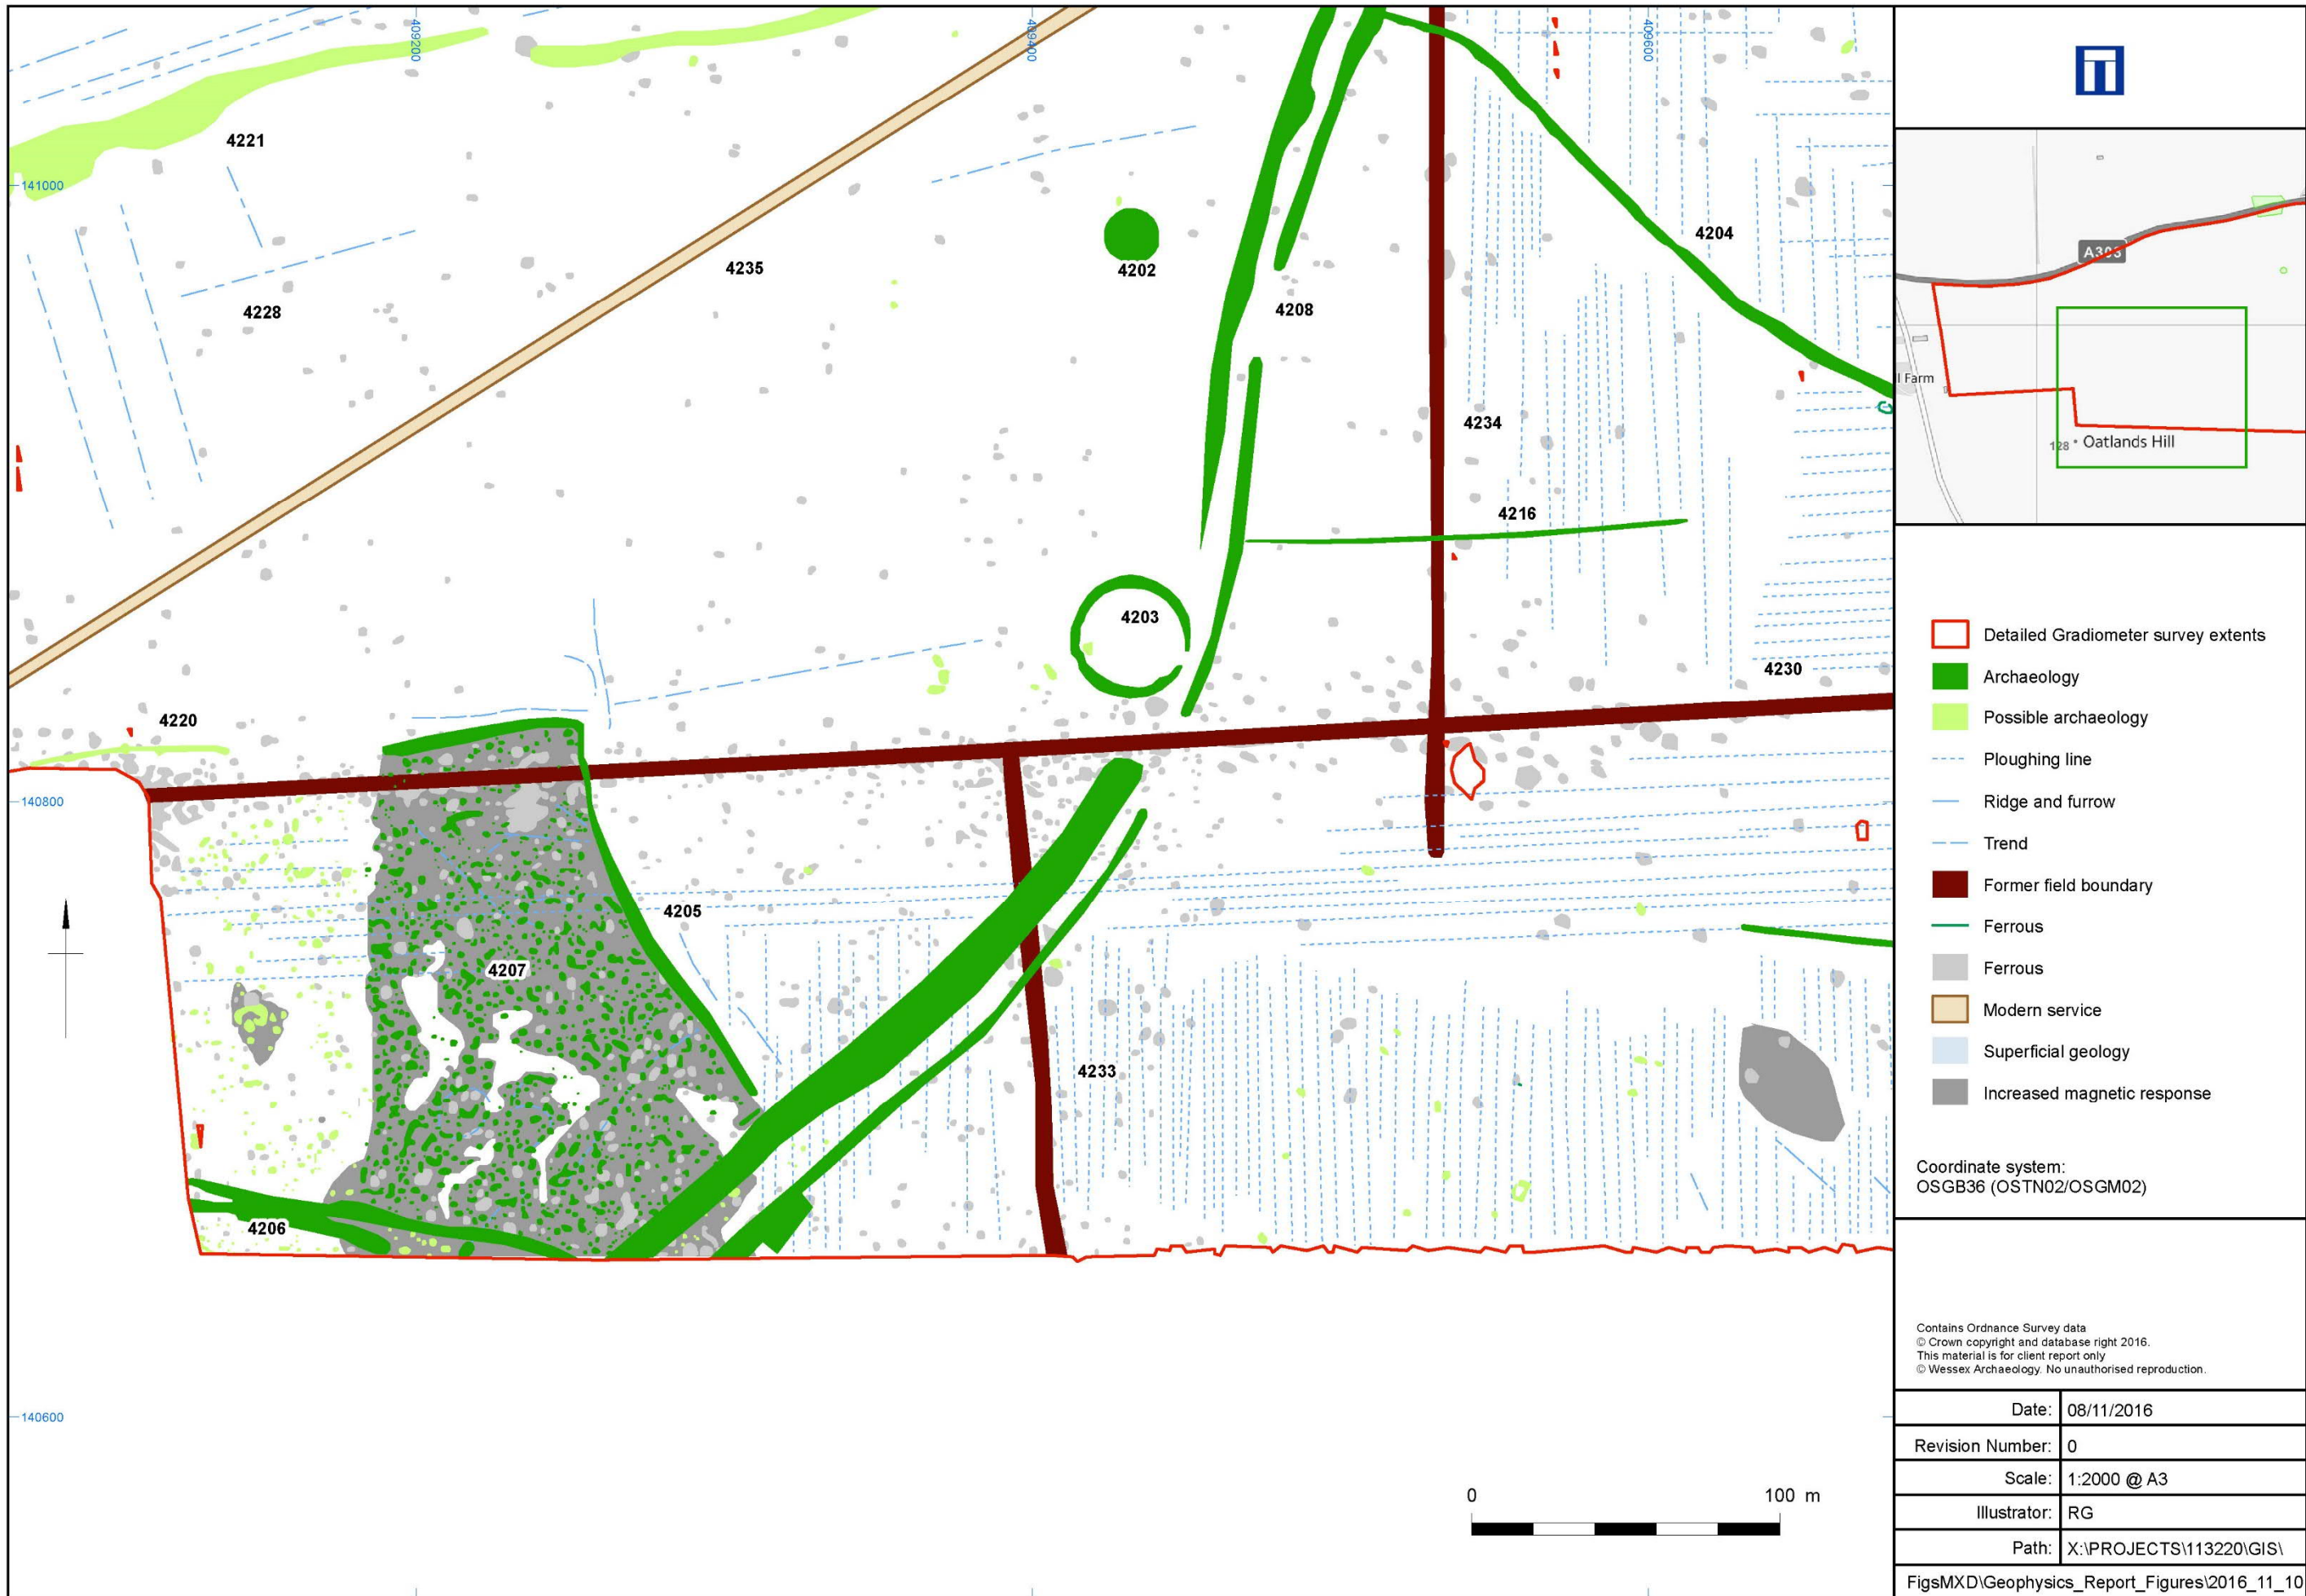 409200
409400
409600
4221
141000
4204
4235
4202
4228
4208
4234
4216
4203
4230
4220
140800
4205
4207
4233
4206
140600
0 100 m
A303
l Farm
128 Oatlands Hill
Detailed Gradiometer survey extents
Archaeology
Possible archaeology
Ploughing line
Ridge and furrow
Trend
Former field boundary
Ferrous
Ferrous
Modern service
Superficial geology
Increased magnetic response
Coordinate system:
OSGB36 (OSTN02/OSGM02)
Contains Ordnance Survey data
© Crown copyright and database right 2016.
This material is for client report only
© Wessex Archaeology. No unauthorised reproduction.
Date: 08/11/2016
Revision Number: 0
Scale: 1:2000 @ A3
Illustrator: RG
Path: X:\PROJECTS\113220\GIS\
FigsMXD\Geophysics_Report_Figures\2016_11_10